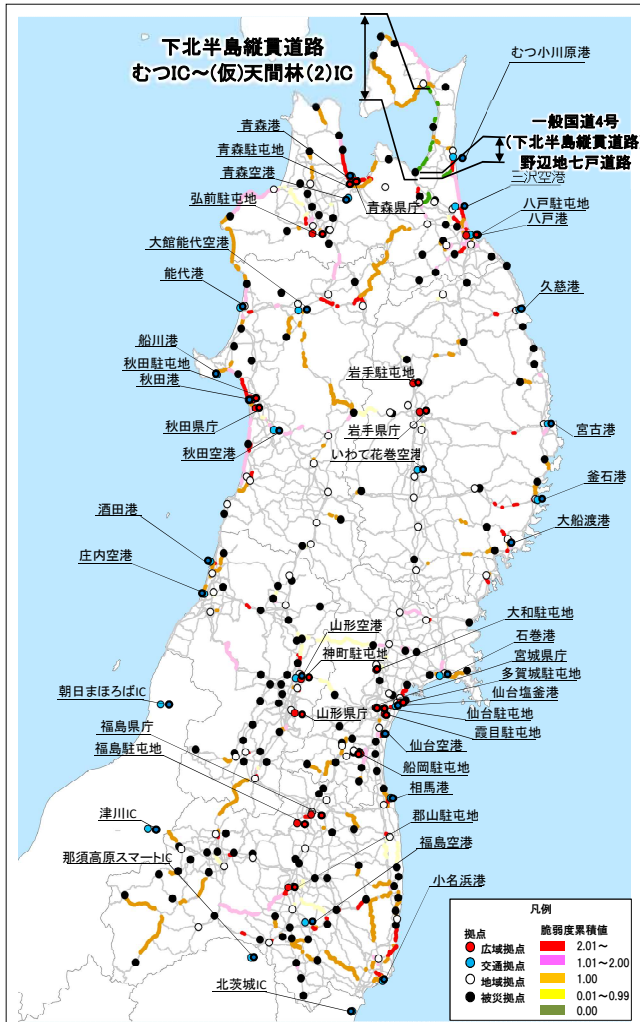 下北半島縦貫道路
むつIC～(仮)天間林(2)IC
むつ小川原港
一般国道4号
(下北半島縦貫道路
野辺地七戸道路
青森港
青森駐屯地
青森空港
弘前駐屯地
青森県庁
三沢空港
八戸駐屯地
八戸港
大館能代空港
能代港
久慈港
船川港
秋田駐屯地
秋田港
岩手駐屯地
秋田県庁
岩手県庁
宮古港
秋田空港
いわて花巻空港
釜石港
酒田港
大船渡港
庄内空港
大和駐屯地
山形空港
石巻港
神町駐屯地
宮城県庁
多賀城駐屯地
朝日まほろばIC
仙台塩釜港
山形県庁
仙台駐屯地
福島県庁
霞目駐屯地
仙台空港
福島駐屯地
船岡駐屯地
相馬港
津川IC
郡山駐屯地
福島空港
那須高原スマートIC
小名浜港
北茨城IC
凡例
拠点
広域拠点
交通拠点
地域拠点
被災拠点
脆弱度累積値
2.01～
1.01～2.00
1.00
0.01～0.99
0.00